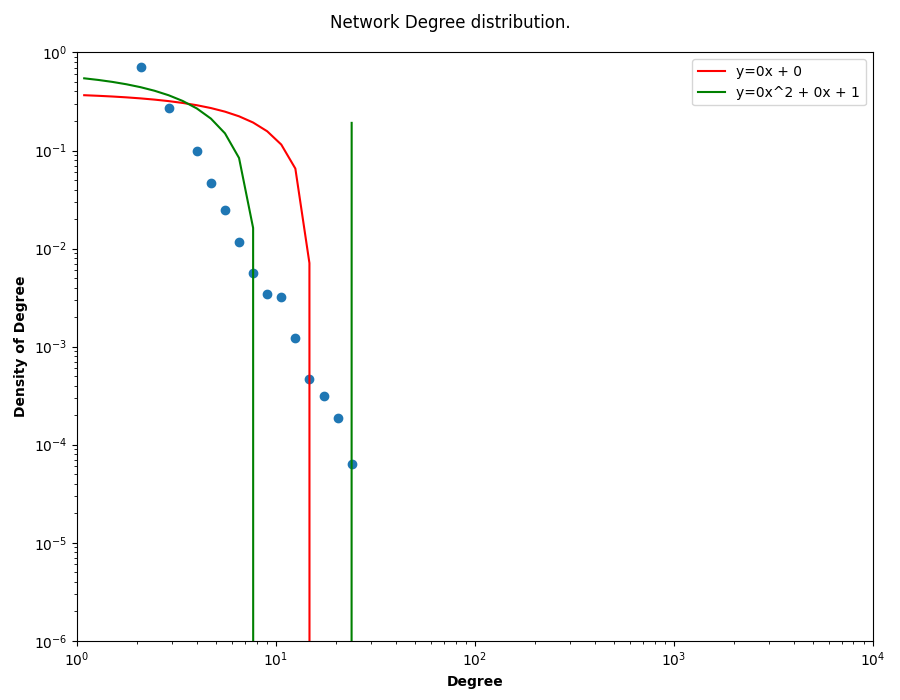 Network Degree distribution.
10^0
10^-1
10^-2
10^-3
10^-4
10^-5
10^-6
Density of Degree
y=0x + 0
y=0x^2 + 0x + 1
10^0 10^1 10^2 10^3 10^4
Degree